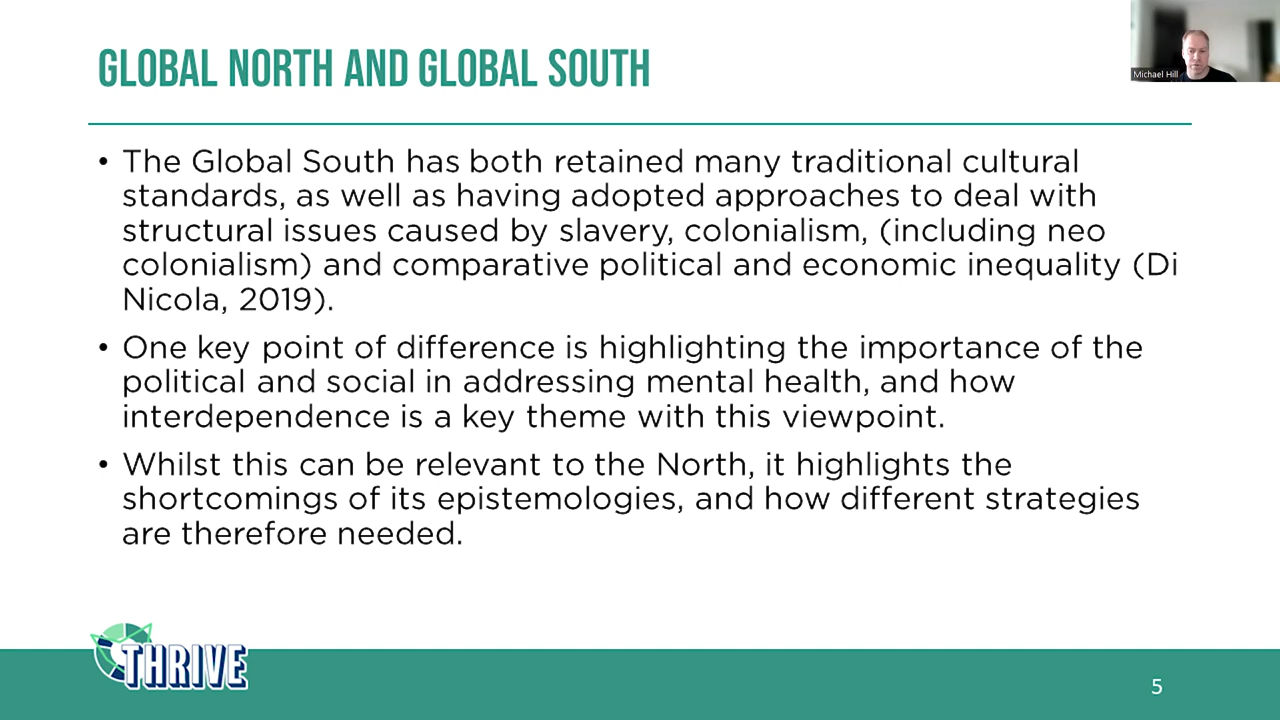 GLOBAL NORTH AND GLOBAL SOUTH
Michael Hill
• The Global South has both retained many traditional cultural
standards, as well as having adopted approaches to deal with
structural issues caused by slavery, colonialism, (including neo
colonialism) and comparative political and economic inequality (Di
Nicola, 2019).
• One key point of difference is highlighting the importance of the
political and social in addressing mental health, and how
interdependence is a key theme with this viewpoint.
• Whilst this can be relevant to the North, it highlights the
shortcomings of its epistemologies, and how different strategies
are therefore needed.
THRIVE
5